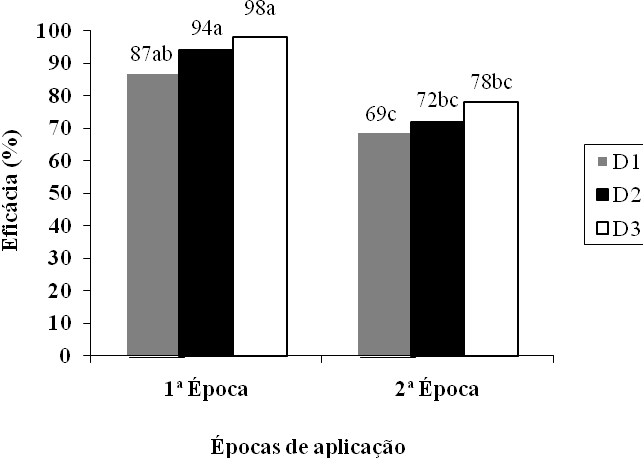 98a
94a
87ab
78bc
72bc
69c
100
90
80
70
60
50
40
30
20
10
0
Eficácia (%)
D1
D2
D3
1ª Época
2ª Época
Épocas de aplicação